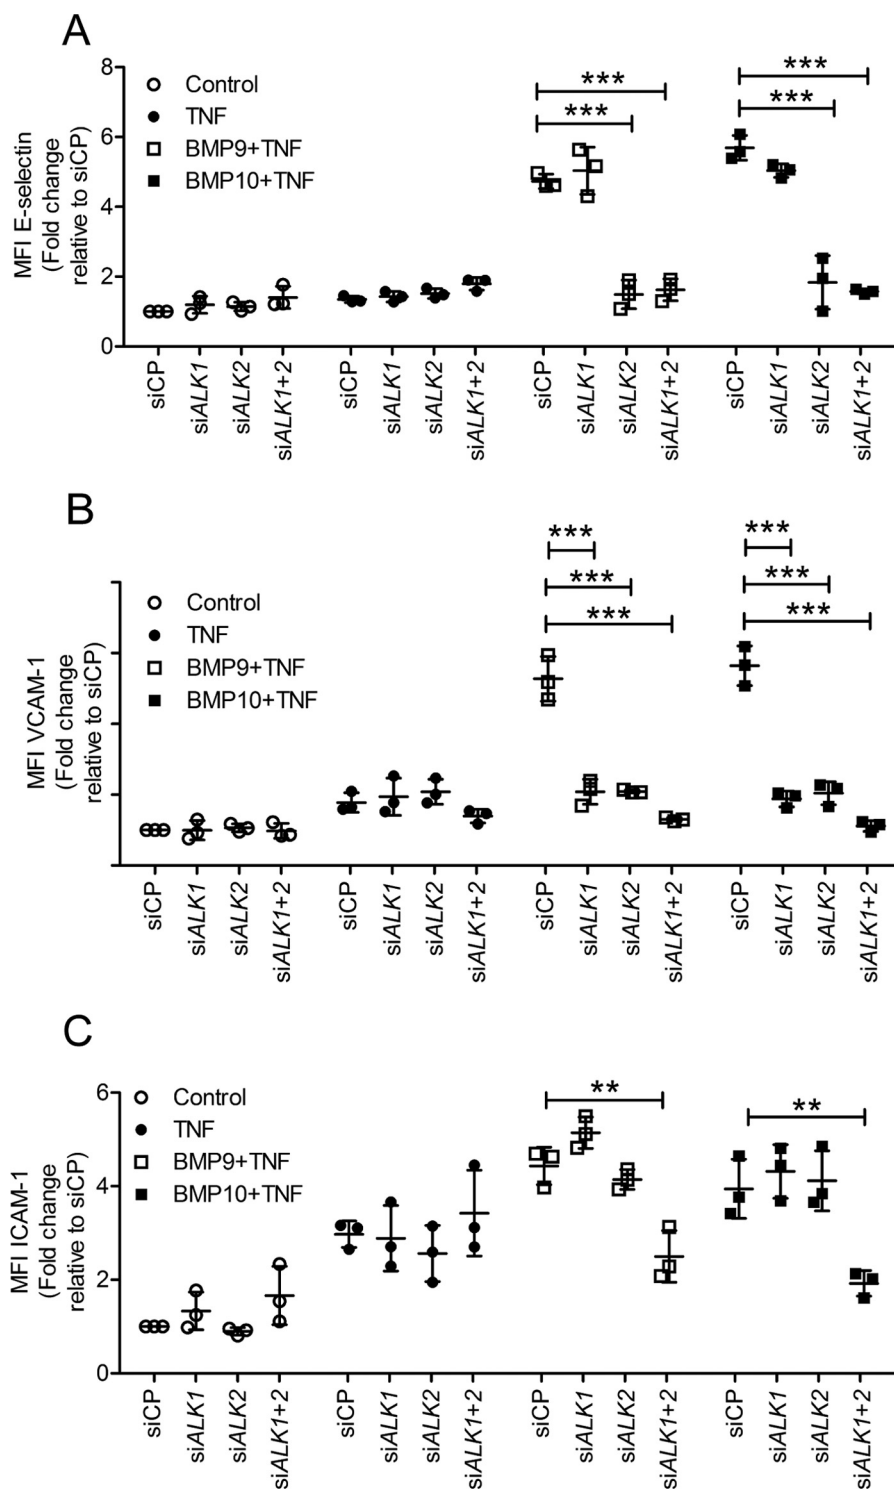 A
MFI E-selectin
(Fold change
relative to siCP)
8
6
4
2
0
Control
TNF
BMP9+TNF
BMP10+TNF
*** ***
*** ***
siCP siALK1 siALK2 siALK1+2 siCP siALK1 siALK2 siALK1+2 siCP siALK1 siALK2 siALK1+2 siCP siALK1 siALK2 siALK1+2
B
MFI VCAM-1
(Fold change
relative to siCP)
Control
TNF
BMP9+TNF
BMP10+TNF
*** ***
*** ***
*** ***
siCP siALK1 siALK2 siALK1+2 siCP siALK1 siALK2 siALK1+2 siCP siALK1 siALK2 siALK1+2 siCP siALK1 siALK2 siALK1+2
C
MFI ICAM-1
(Fold change
relative to siCP)
6
4
2
0
Control
TNF
BMP9+TNF
BMP10+TNF
** **
siCP siALK1 siALK2 siALK1+2 siCP siALK1 siALK2 siALK1+2 siCP siALK1 siALK2 siALK1+2 siCP siALK1 siALK2 siALK1+2